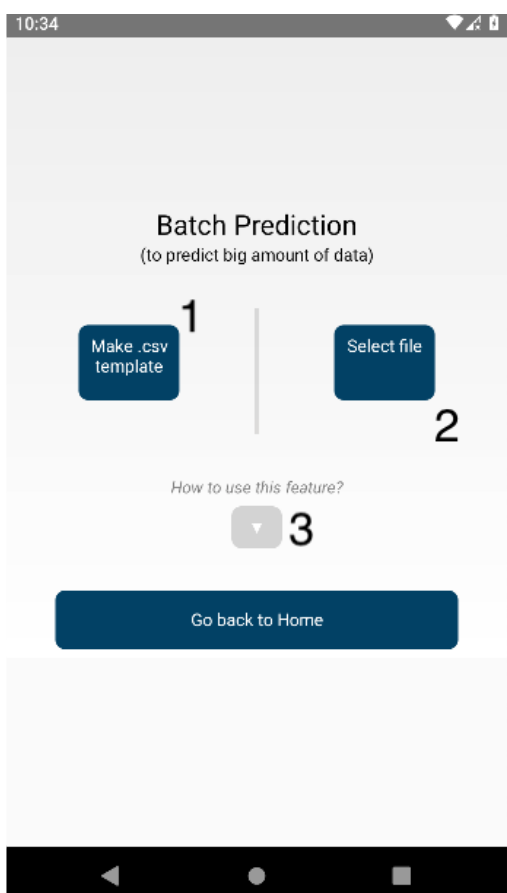 10:34
Batch Prediction
(to predict big amount of data)
1
Make .csv
template
Select file
2
How to use this feature?
3
Go back to Home